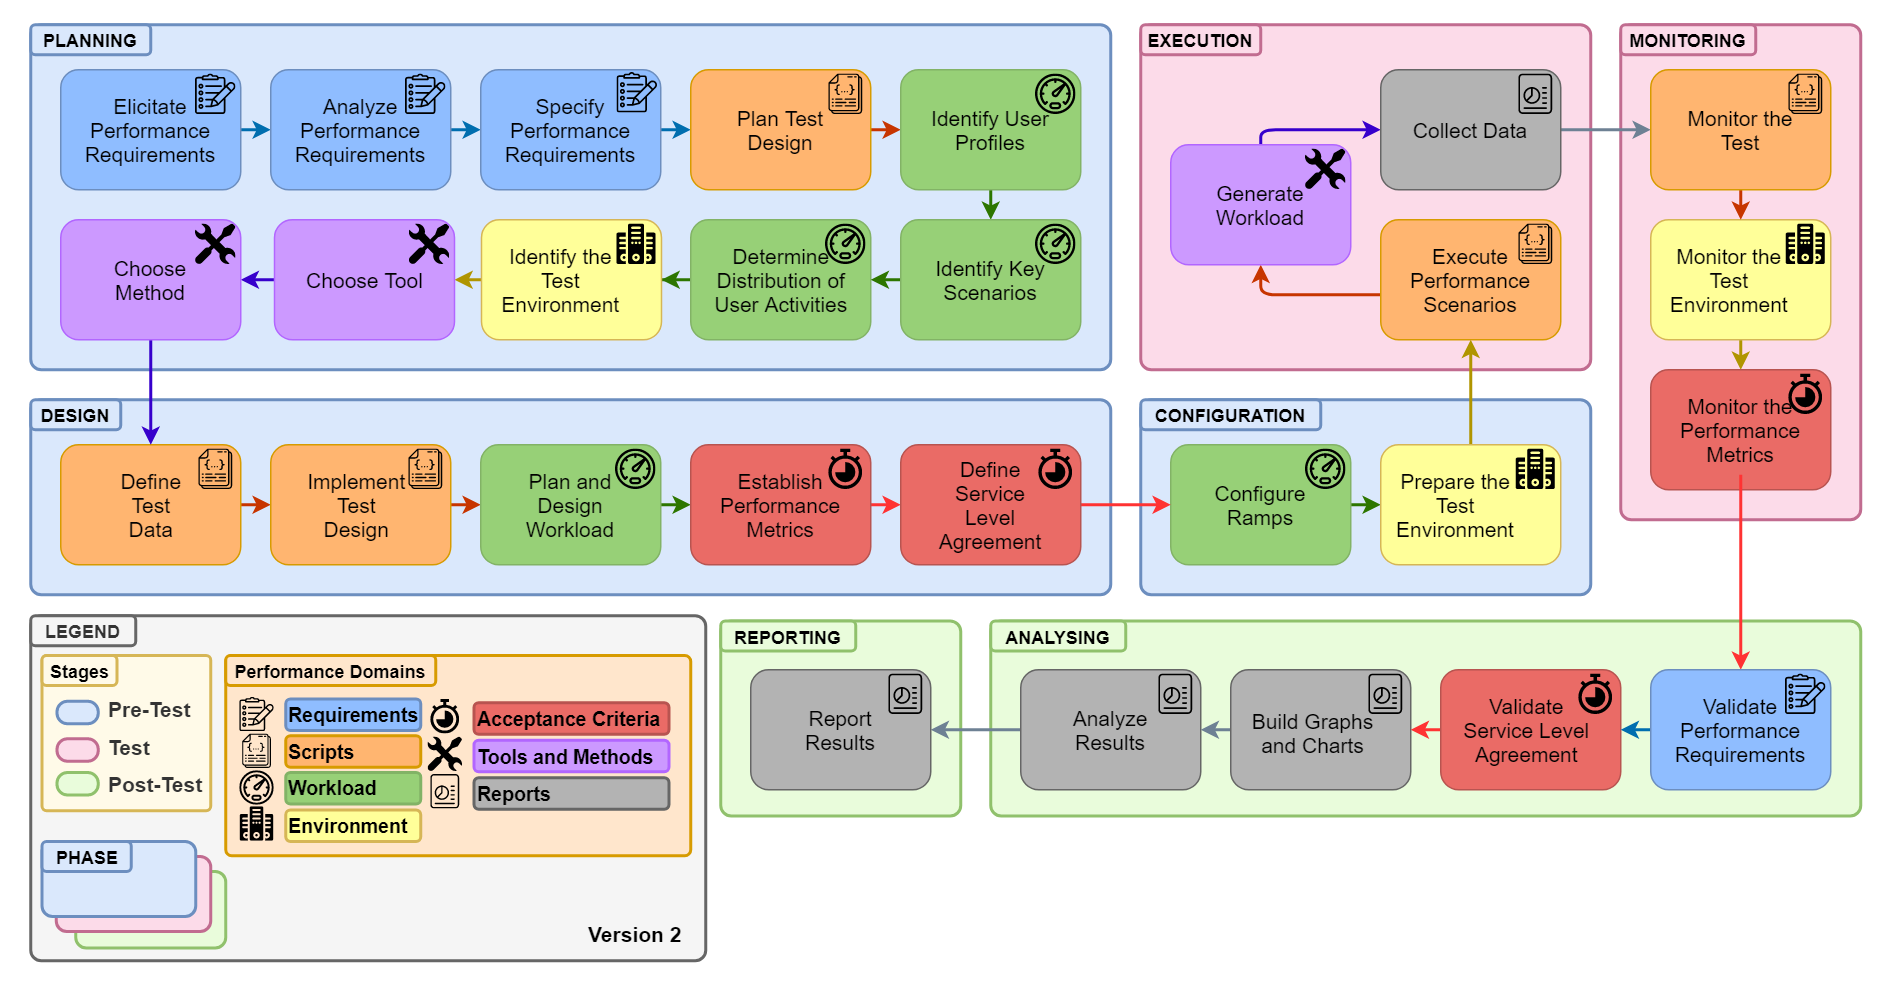 PLANNING
Elicitate
Performance
Requirements
Analyze
Performance
Requirements
Specify
Performance
Requirements
Plan Test
Design
Identify User
Profiles
Choose
Method
Choose Tool
Identify the
Test
Environment
Determine
Distribution of
User Activities
Identify Key
Scenarios
DESIGN
Define
Test
Data
Implement
Test
Design
Plan and
Design
Workload
Establish
Performance
Metrics
Define
Service
Level
Agreement
CONFIGURATION
Configure
Ramps
Prepare the
Test
Environment
EXECUTION
Generate
Workload
Collect Data
Execute
Performance
Scenarios
MONITORING
Monitor the
Test
Monitor the
Test
Environment
Monitor the
Performance
Metrics
REPORTING
Report
Results
ANALYSING
Analyze
Results
Build Graphs
and Charts
Validate
Service Level
Agreement
Validate
Performance
Requirements
LEGEND
Stages
Pre-Test
Test
Post-Test
Performance Domains
Requirements
{...} Scripts
Workload
Environment
Acceptance Criteria
Tools and Methods
Reports
PHASE
Version 2